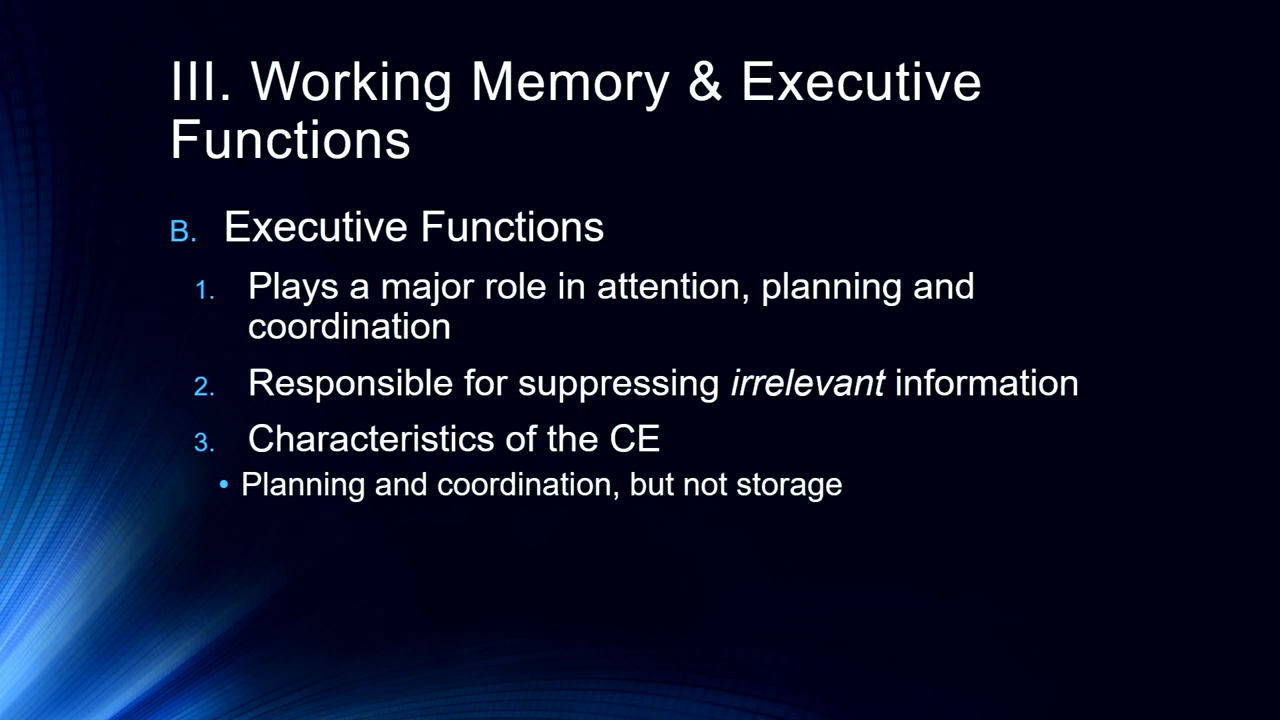 III. Working Memory & Executive
Functions
B. Executive Functions
1. Plays a major role in attention, planning and
coordination
2. Responsible for suppressing irrelevant information
3. Characteristics of the CE
• Planning and coordination, but not storage